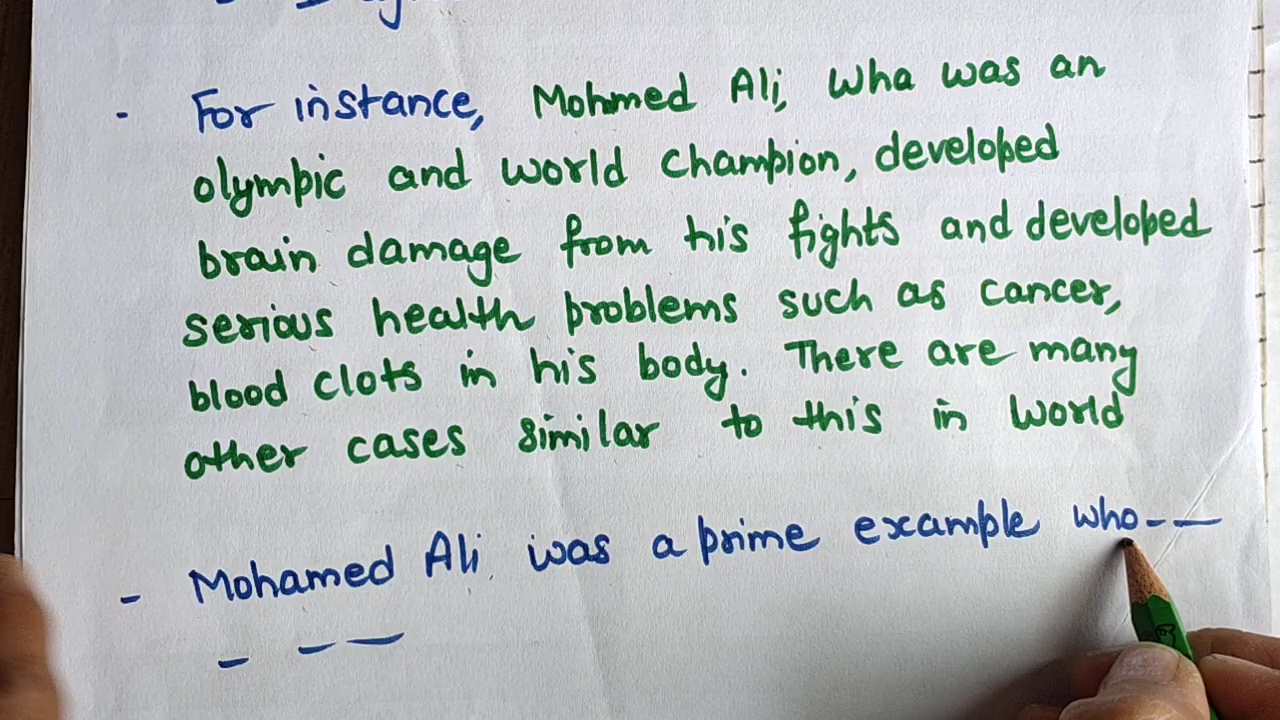 - For instance, Mohmed Ali, Wha was an
olympic and world champion, developed
brain damage from his fights and developed
serious health problems such as cancer,
blood clots in his body. There are many
other cases similar to this in world
- Mohamed Ali was a prime example who---
- - -